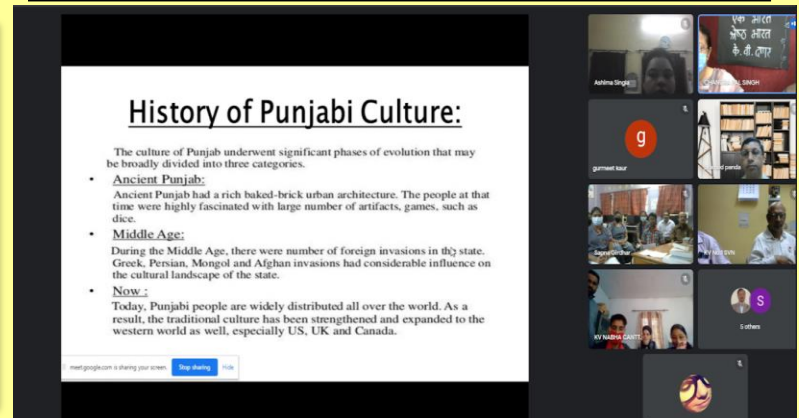 History of Punjabi Culture:
The culture of Punjab underwent significant phases of evolution that may
be broadly divided into three categories.
• Ancient Punjab:
Ancient Punjab had a rich baked-brick urban architecture. The people at that
time were highly fascinated with large number of artifacts, games, such as
dice.
• Middle Age:
During the Middle Age, there were number of foreign invasions in the state.
Greek, Persian, Mongol and Afghan invasions had considerable influence on
the cultural landscape of the state.
• Now :
Today, Punjabi people are widely distributed all over the world. As a
result, the traditional culture has been strengthened and expanded to the
western world as well, especially US, UK and Canada.
meet.google.com is sharing your screen. Stop sharing Hide
Ashima Singla
एक भारत
श्रेष्ठ भारत
के. वी.
SINGH
g
gurmeet kaur
panda
Sapna Girdhar
KV
KV NABHA CANTT.
S
5 others